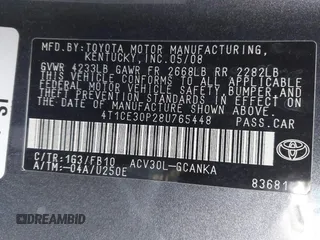 MFD.BY:TOYOTA MOTOR MANUFACTURING,
KENTUCKY,INC.05/08
GVWR 4233LB GAWR FR 2668LB RR 2282LB
THIS VEHICLE CONFORMS TO ALL APPLICABLE
FEDERAL MOTOR VEHICLE SAFETY, BUMPER, AND
THEFT PREVENTION STANDARDS IN EFFECT ON
THE DATE OF MANUFACTURE SHOWN ABOVE.
4T1CE30P28U765448
PASS.CAR
C/TR:1G3/FB10 ACV30L-GCANKA
A/TM:-04A/U250E
83681
TOYOTA
DREAMBID